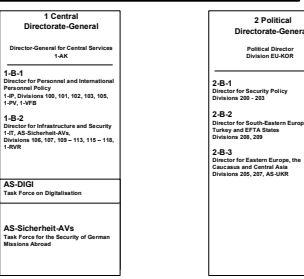 1 Central
Directorate-General
Director-General for Central Services
1-AK
1-B-1
Director for Personnel and International
Personnel Policy
1-IP, Divisions 100, 101, 102, 103, 105,
1-PV, 1-VFB
1-B-2
Director for Infrastructure and Security
1-IT, AS-Sicherheit-AVs,
Divisions 106, 107, 109 – 113, 115 – 118,
1-RVR
AS-DIGI
Task Force on Digitalisation
AS-Sicherheit-AVs
Task Force for the Security of German
Missions Abroad
2 Political
Directorate-Genera
Political Director
Division EU-KOR
2-B-1
Director for Security Policy
Divisions 200 - 203
2-B-2
Director for South-Eastern Europ
Turkey and EFTA States
Divisions 208, 209
2-B-3
Director for Eastern Europe, the
Caucasus and Central Asia
Divisions 205, 207, AS-UKR